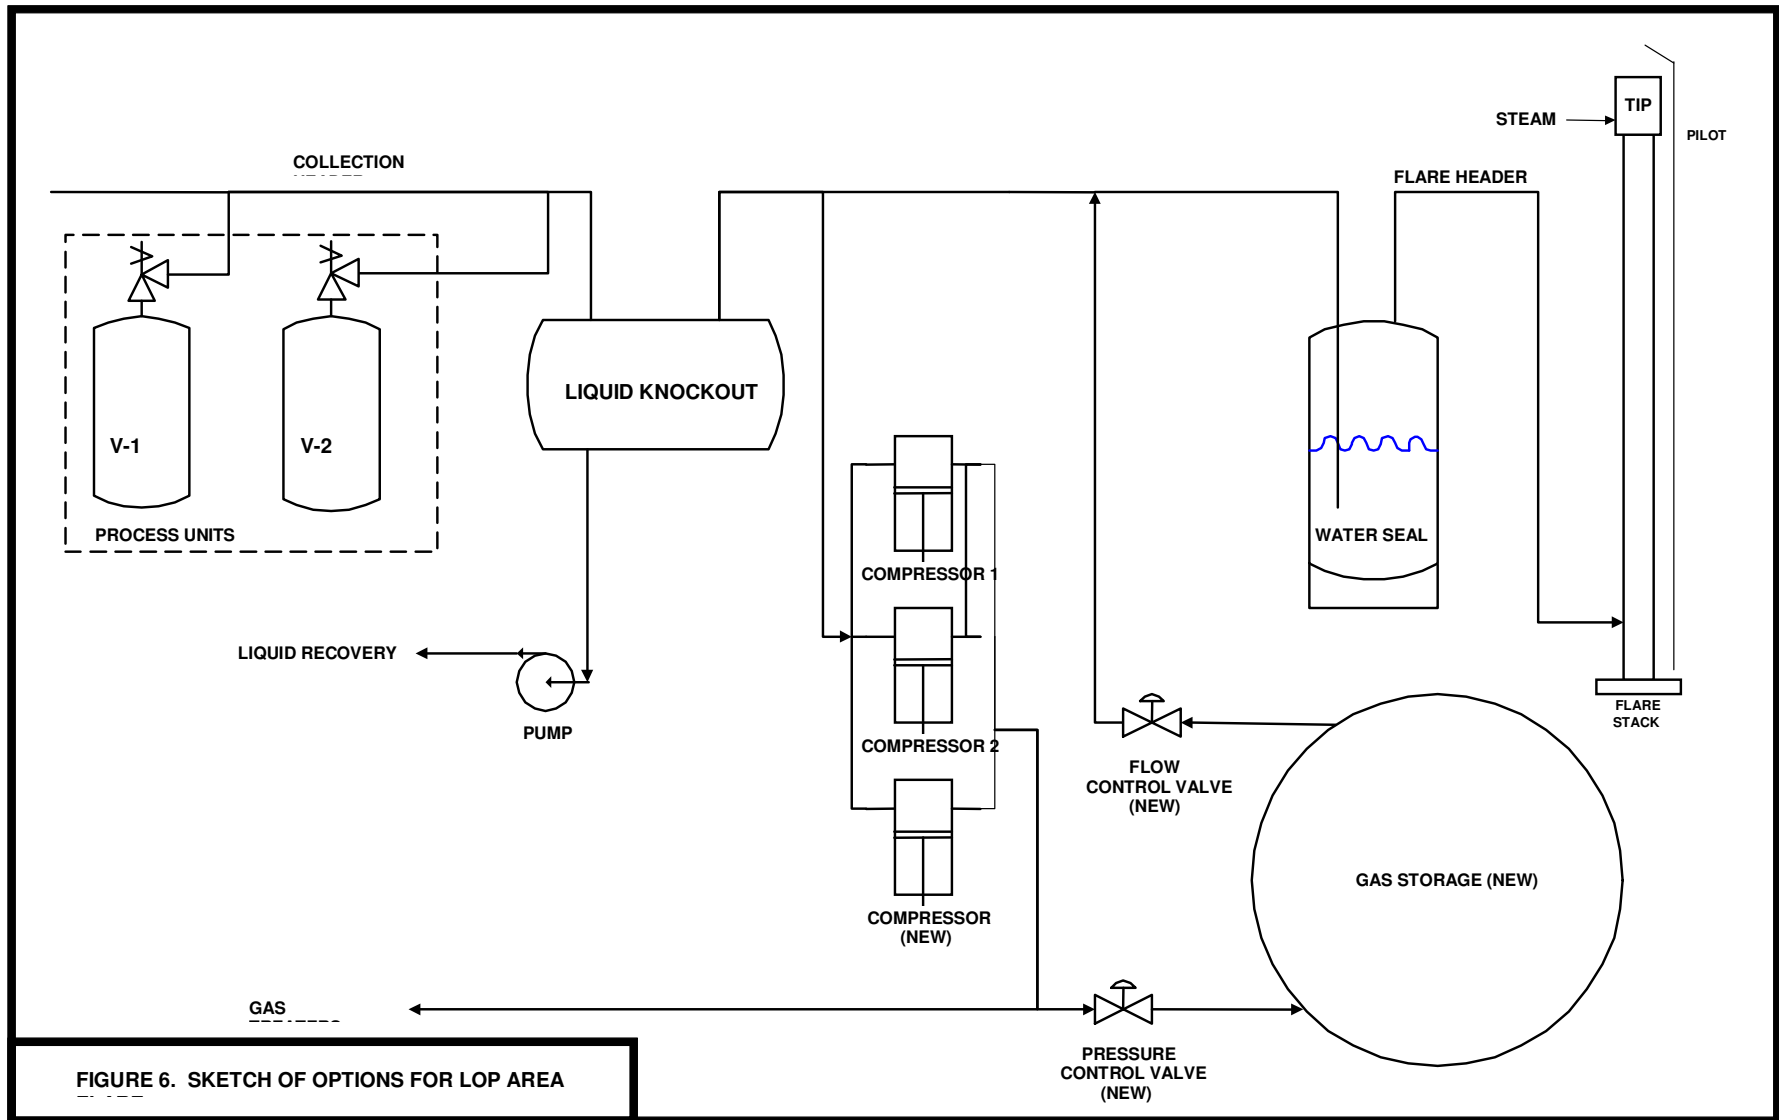 COLLECTION
STEAM
TIP
PILOT
FLARE HEADER
LIQUID KNOCKOUT
V-1
V-2
PROCESS UNITS
WATER SEAL
COMPRESSOR 1
LIQUID RECOVERY
PUMP
COMPRESSOR 2
FLARE
STACK
FLOW
CONTROL VALVE
(NEW)
GAS STORAGE (NEW)
COMPRESSOR
(NEW)
GAS
PRESSURE
CONTROL VALVE
(NEW)
FIGURE 6. SKETCH OF OPTIONS FOR LOP AREA